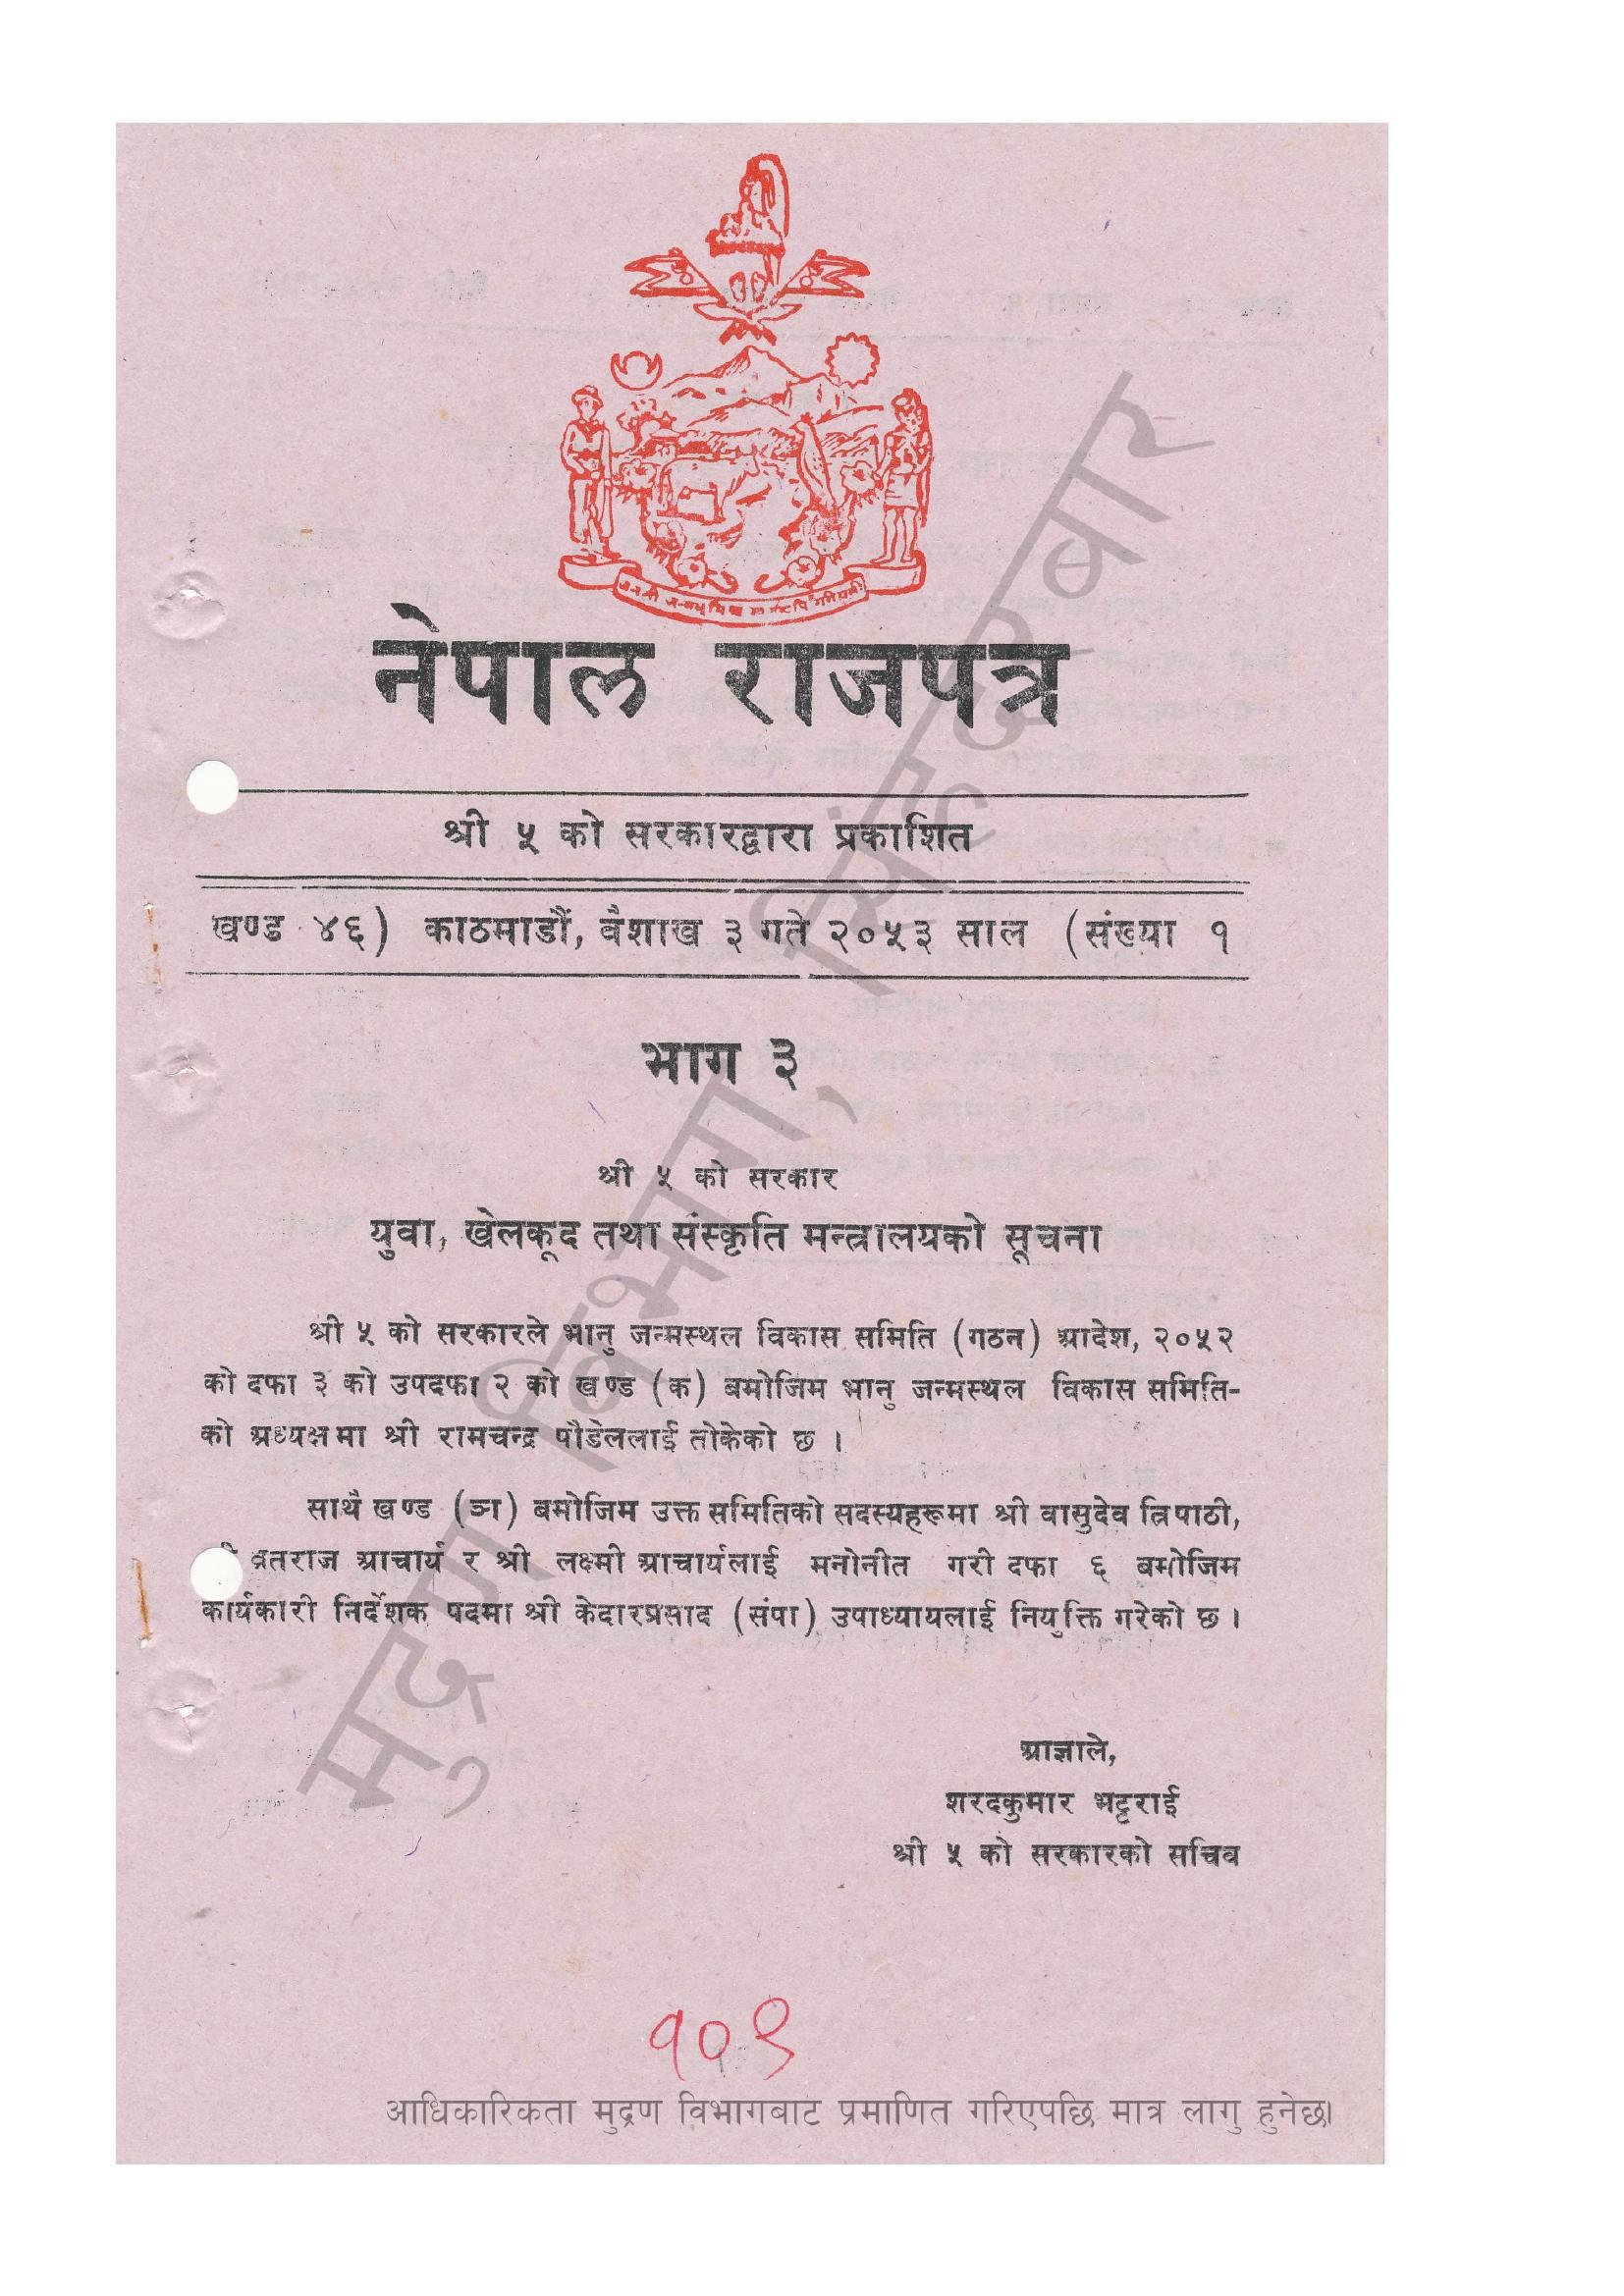 नेपाल राजपत्र
श्री ५ को सरकारद्वारा प्रकाशित
खण्ड ४६) काठमाडौं, वैशाख ३ गते २०५३ साल (संख्या १
भाग ३
श्री ५ को सरकार
युवा, खेलकूद तथा संस्कृति मन्त्रालयको सूचना
श्री ५ को सरकारले भानु जन्मस्थल विकास समिति (गठन) आदेश, २०५२
को दफा ३ को उपदफा २ को खण्ड (क) बमोजिम भानु जन्मस्थल विकास समिति-
को अध्यक्षमा श्री रामचन्द्र पौडेललाई तोकेको छ ।
साथै खण्ड (ञ) बमोजिम उक्त समितिको सदस्यहरूमा श्री वासुदेव त्रिपाठी,
व्रतराज आचार्य र श्री लक्ष्मी आचार्यलाई मनोनीत गरी दफा ६ बमोजिम
कार्यकारी निर्देशक पदमा श्री केदारप्रसाद (संपा) उपाध्यायलाई नियुक्ति गरेको छ ।
आज्ञाले,
शरदकुमार भट्टराई
श्री ५ को सरकारको सचिव
१०९
आधिकारिकता मुद्रण विभागबाट प्रमाणित गरिएपछि मात्र लागु हुनेछ।
मुद्रण विभाग, सिंहदरवार